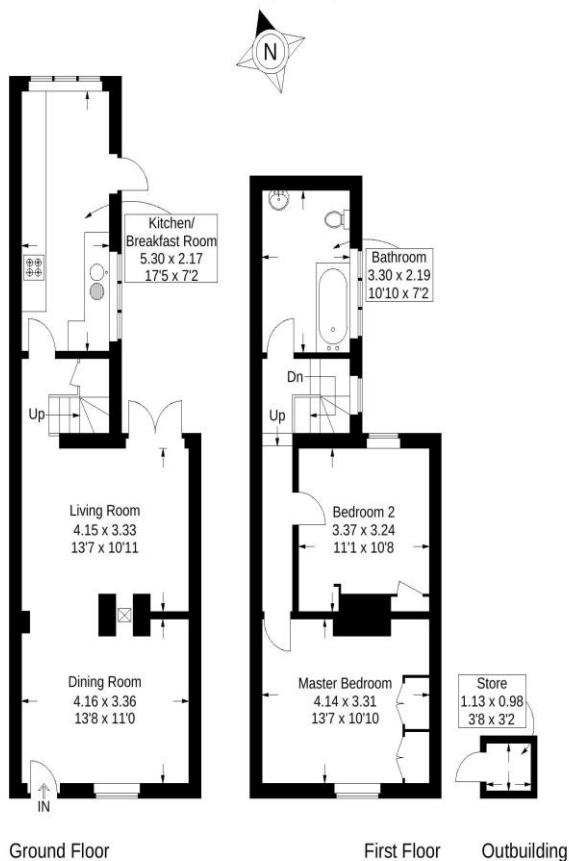 N
Kitchen/
Breakfast Room
5.30 x 2.17
17'5 x 7'2
Up
Living Room
4.15 x 3.33
13'7 x 10'11
Dining Room
4.16 x 3.36
13'8 x 11'0
IN
Ground Floor
Bathroom
3.30 x 2.19
10'10 x 7'2
Dn
Up
Bedroom 2
3.37 x 3.24
11'1 x 10'8
Master Bedroom
4.14 x 3.31
13'7 x 10'10
First Floor
Store
1.13 x 0.98
3'8 x 3'2
Outbuilding